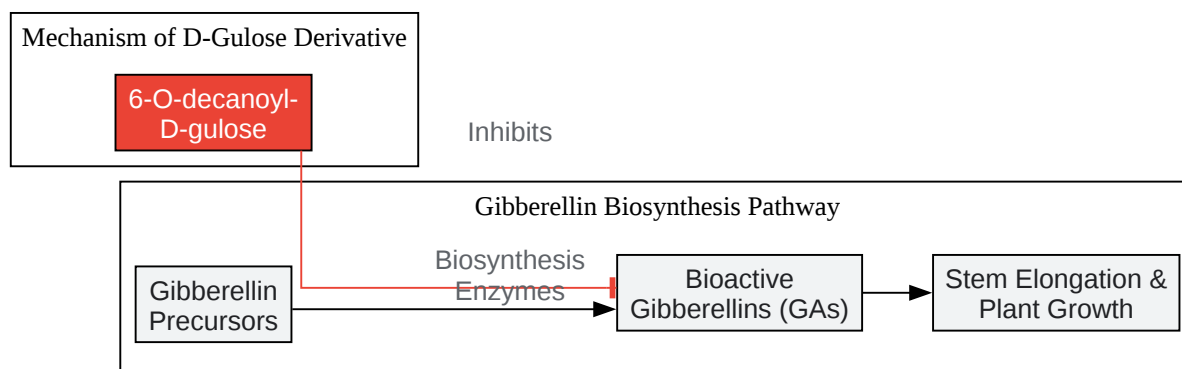 Mechanism of D-Gulose Derivative
6-O-decanoyl-
D-gulose
Inhibits
Gibberellin Biosynthesis Pathway
Biosynthesis
Enzymes
Gibberellin
Precursors
Bioactive
Gibberellins (GAs)
Stem Elongation &
Plant Growth